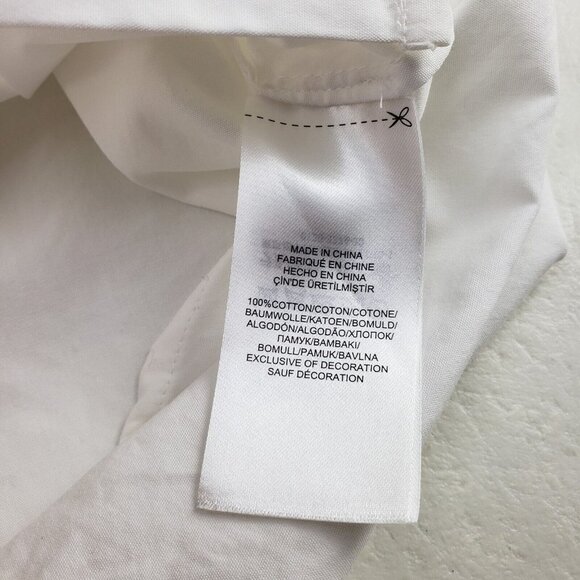 MADE IN CHINA
FABRIQUÉ EN CHINE
HECHO EN CHINA
ÇİN'DE ÜRETİLMİŞTİR
100%COTTON/COTON/COTONE/
BAUMWOLLE/KATOEN/BOMULD/
ALGODÓN/ALGODÃO/ХЛОПОК/
ПАМУК/ΒΑΜΒΑΚΙ/
BOMULL/PAMUK/BAVLNA
EXCLUSIVE OF DECORATION
SAUF DÉCORATION